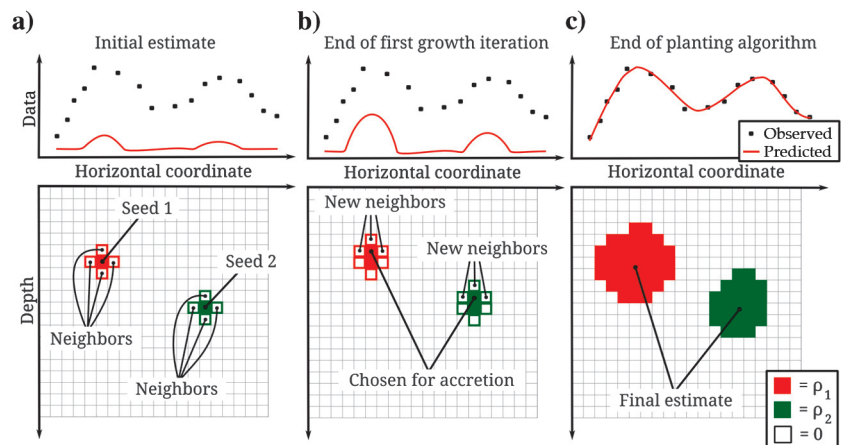 a)
Initial estimate
Data
Horizontal coordinate
Seed 1
Seed 2
Depth
Neighbors
Neighbors
b)
End of first growth iteration
Horizontal coordinate
New neighbors
New neighbors
Chosen for accretion
c)
End of planting algorithm
Observed
Predicted
Horizontal coordinate
Final estimate
= ρ1
= ρ2
= 0